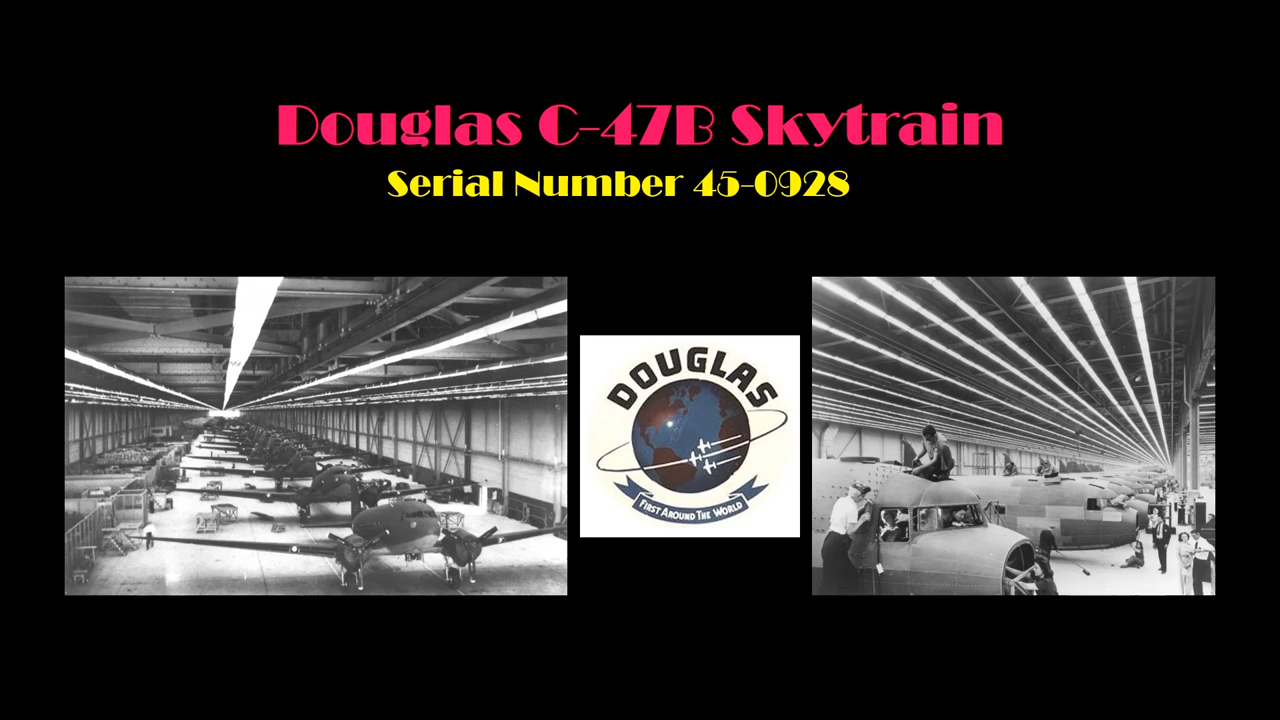 Douglas C-47B Skytrain
Serial Number 45-0928
DOUGLAS
FIRST AROUND THE WORLD